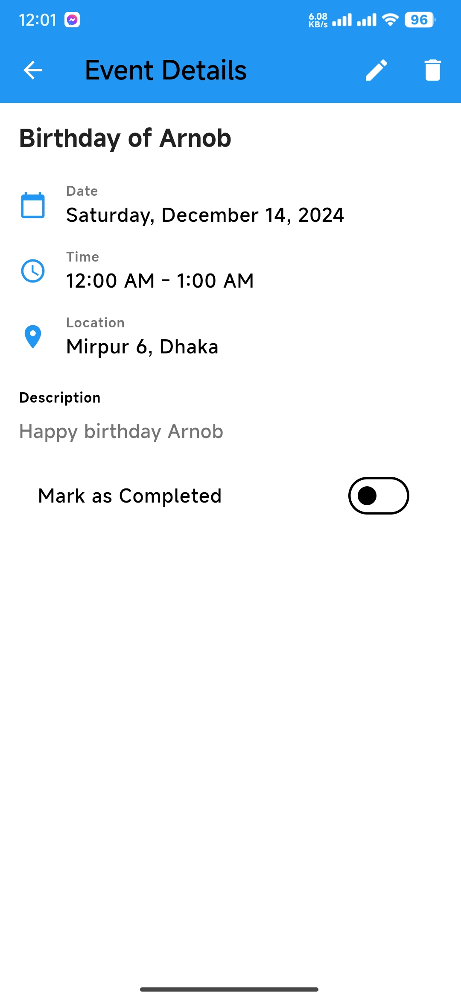 12:01
6.08
KB/s
96
Event Details
Birthday of Arnob
Date
Saturday, December 14, 2024
Time
12:00 AM - 1:00 AM
Location
Mirpur 6, Dhaka
Description
Happy birthday Arnob
Mark as Completed